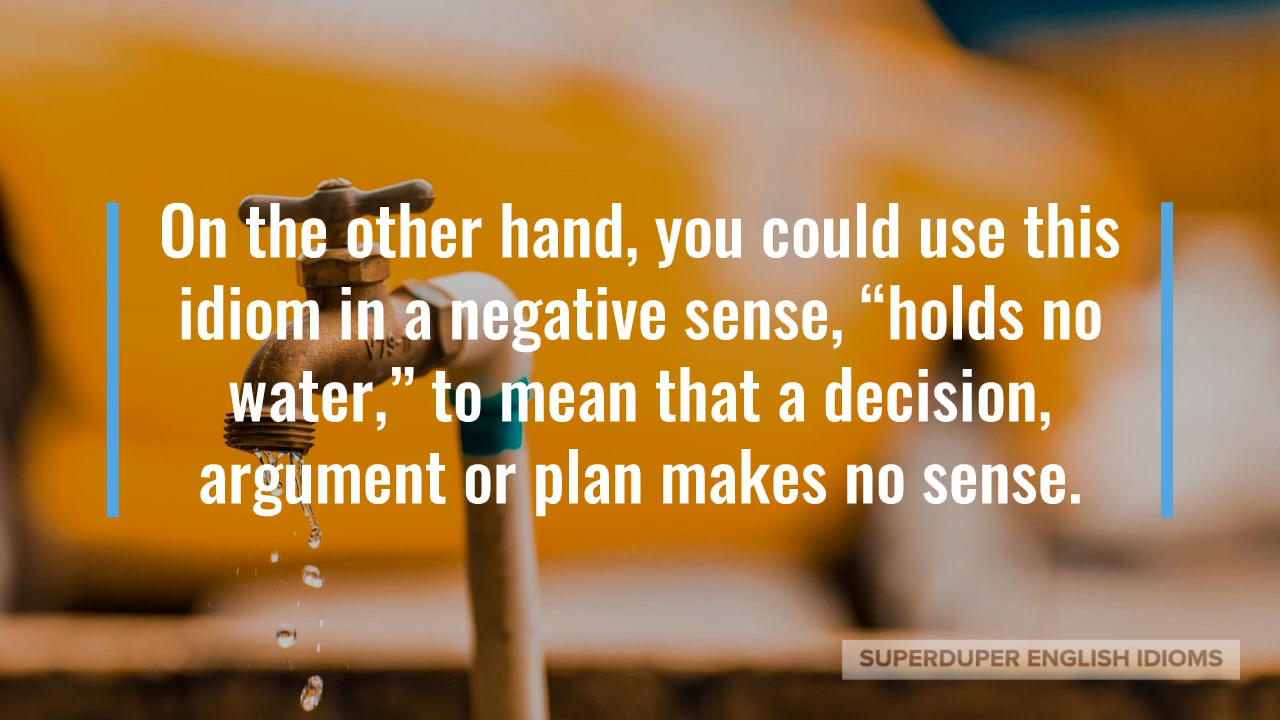 On the other hand, you could use this
idiom in a negative sense, “holds no
water,” to mean that a decision,
argument or plan makes no sense.
SUPERDUPER ENGLISH IDIOMS